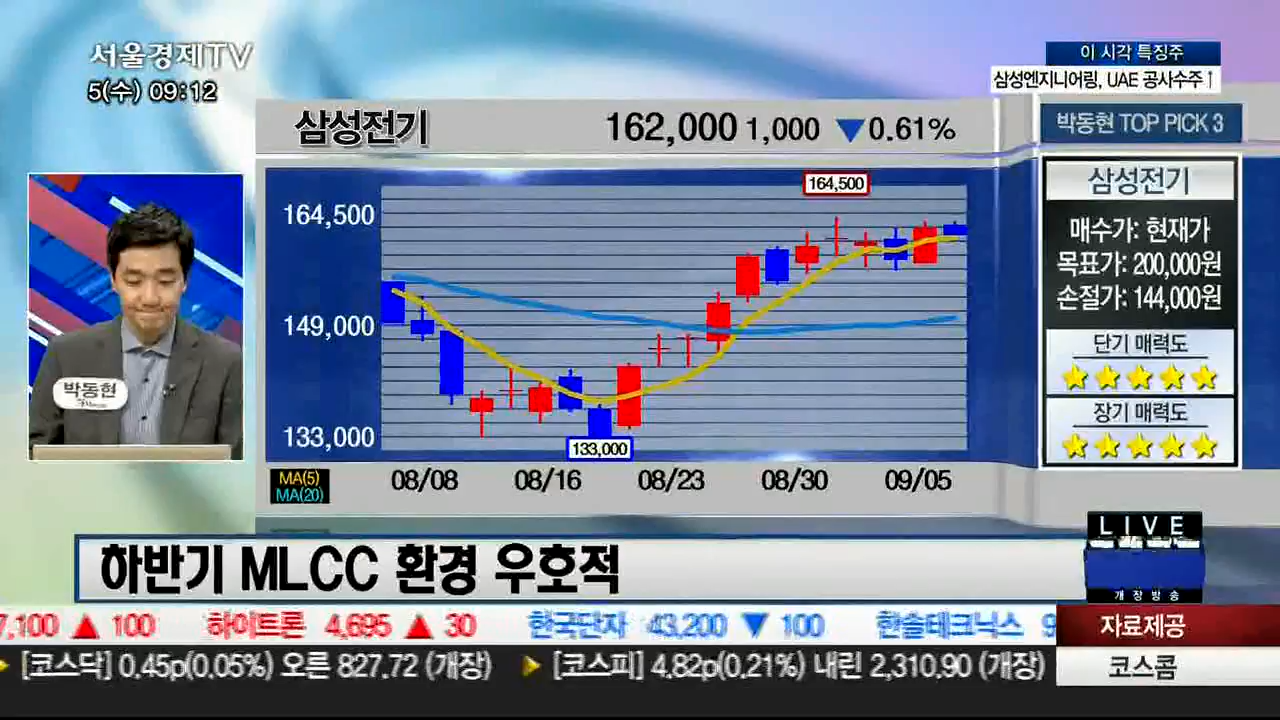 서울경제TV
5(수) 09:12
이 시각 특징주
삼성엔지니어링, UAE 공사수주↑
삼성전기 162,000 1,000 ▼0.61%
박동현 TOP PICK 3
삼성전기
매수가: 현재가
목표가: 200,000원
손절가: 144,000원
단기 매력도
★★★★★
장기 매력도
★★★★★
164,500
164,500
149,000
133,000
133,000
MA(5)
MA(20)
08/08 08/16 08/23 08/30 09/05
박동현
하반기 MLCC 환경 우호적
LIVE
개장방송
7,100 ▲ 100 하이트론 4,695 ▲ 30 한국단자 43,200 ▼ 100 한솔테크닉스 9
자료제공
[코스닥] 0.45p(0.05%) 오른 827.72 (개장) [코스피] 4.82p(0.21%) 내린 2,310.90 (개장)
코스콤